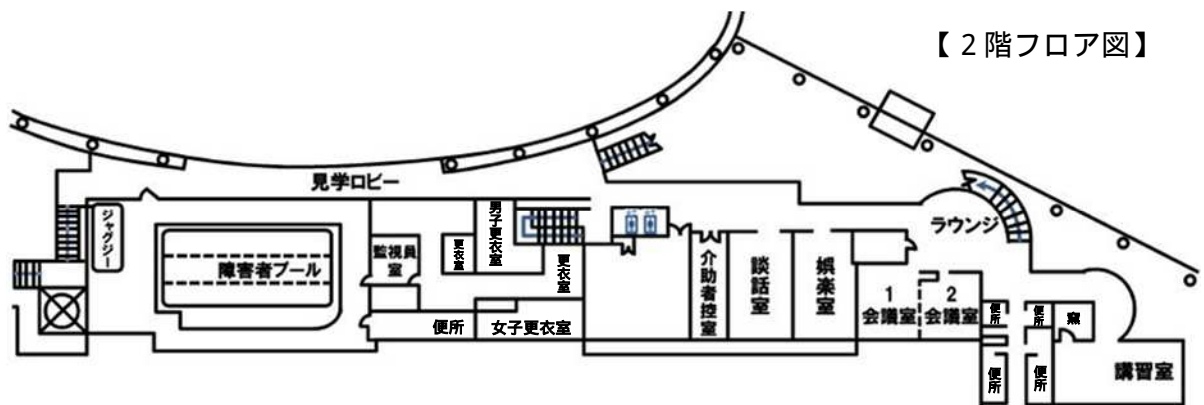 【２階フロア図】
見学ロビー
ラウンジ
ジャグジー
障害者プール
監視員
室
更衣室
男子更衣室
更衣室
便所
女子更衣室
介助者控室
談話室
娯楽室
1
会議室
2
会議室
便所
便所
窯
便所
便所
講習室